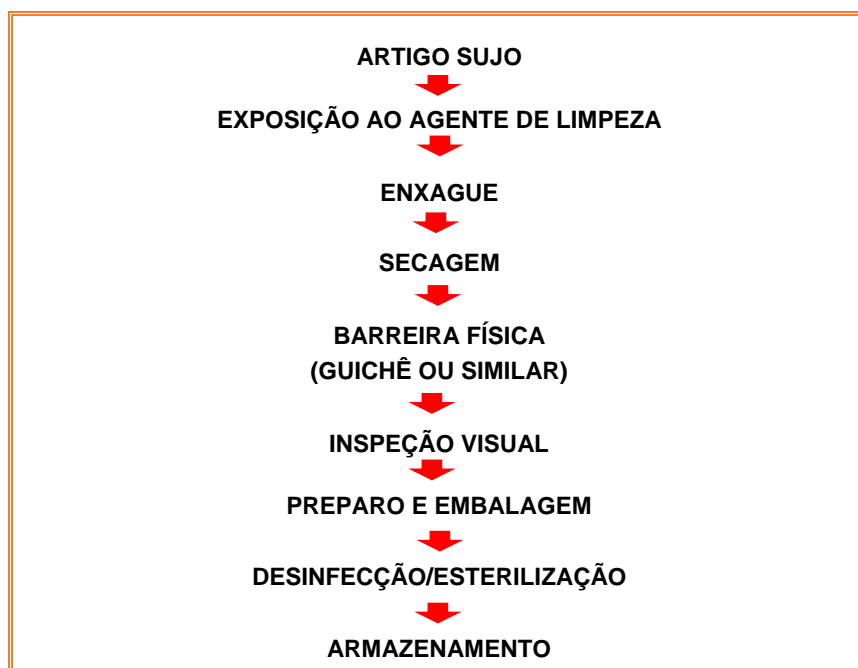 ARTIGO SUJO
EXPOSIÇÃO AO AGENTE DE LIMPEZA
ENXAGUE
SECAGEM
BARREIRA FÍSICA
(GUICHÊ OU SIMILAR)
INSPEÇÃO VISUAL
PREPARO E EMBALAGEM
DESINFECÇÃO/ESTERILIZAÇÃO
ARMAZENAMENTO